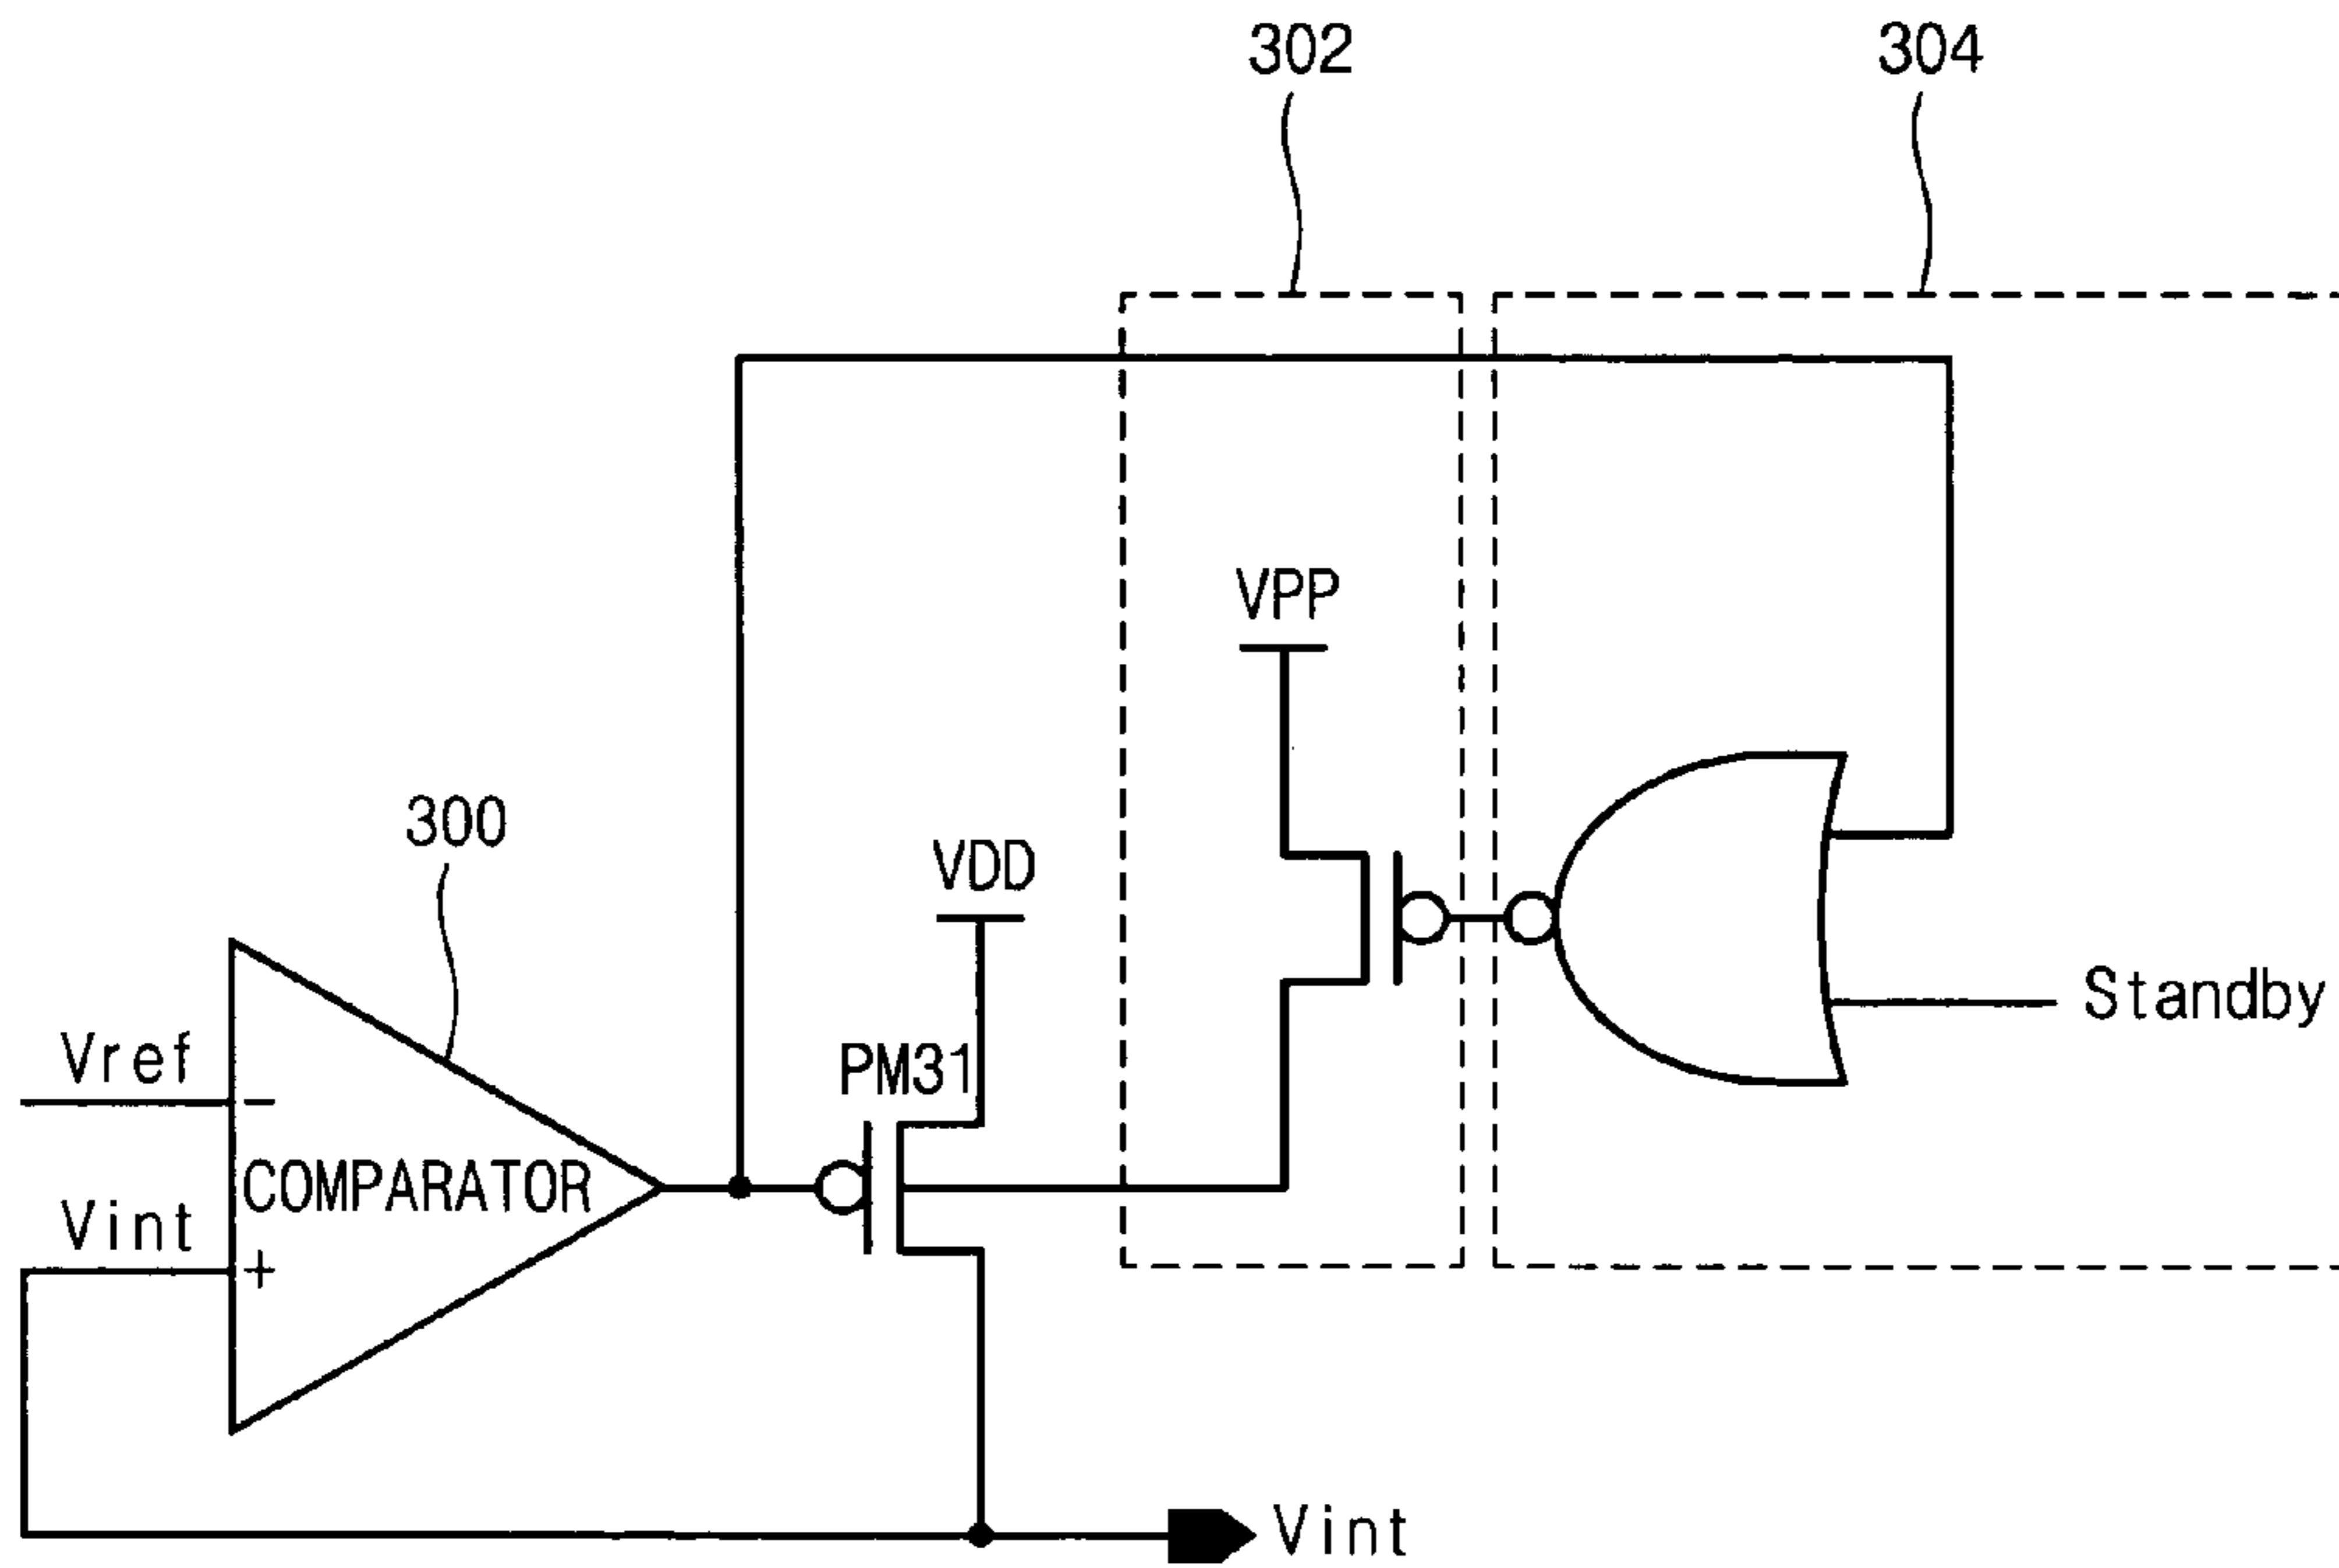 302
304
VPP
300
VDD
Standby
Vref
PM31
−
COMPARATOR
Vint
+
Vint